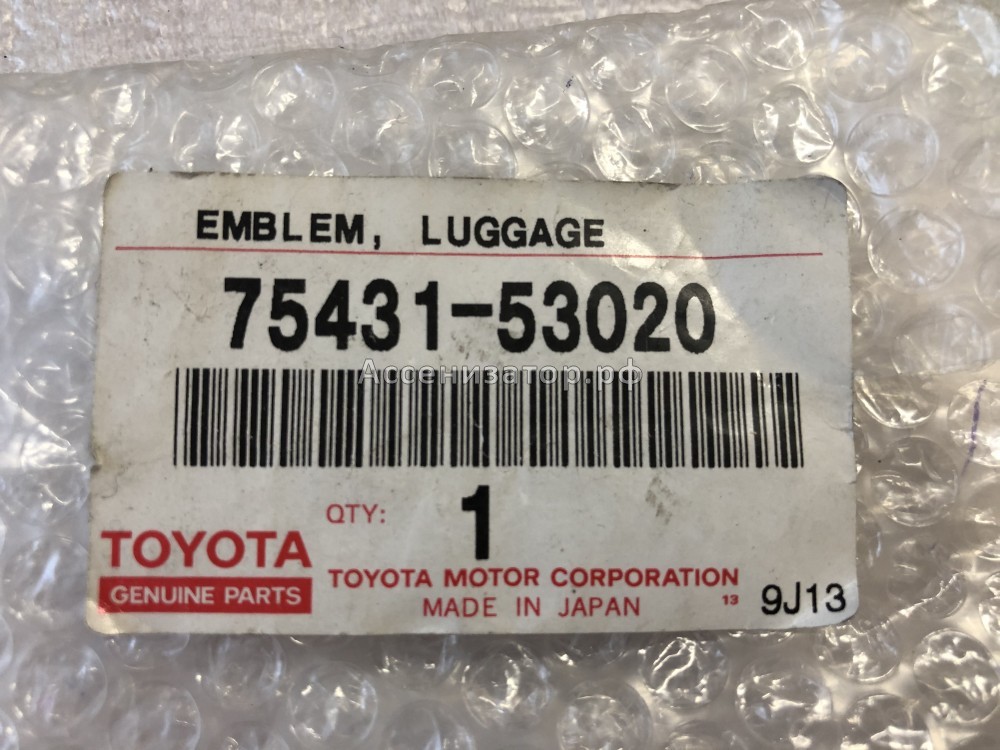 EMBLEM, LUGGAGE
75431-53020
Ассенизатор.рф
QTY: 1
TOYOTA
GENUINE PARTS
TOYOTA MOTOR CORPORATION
MADE IN JAPAN
13
9J13